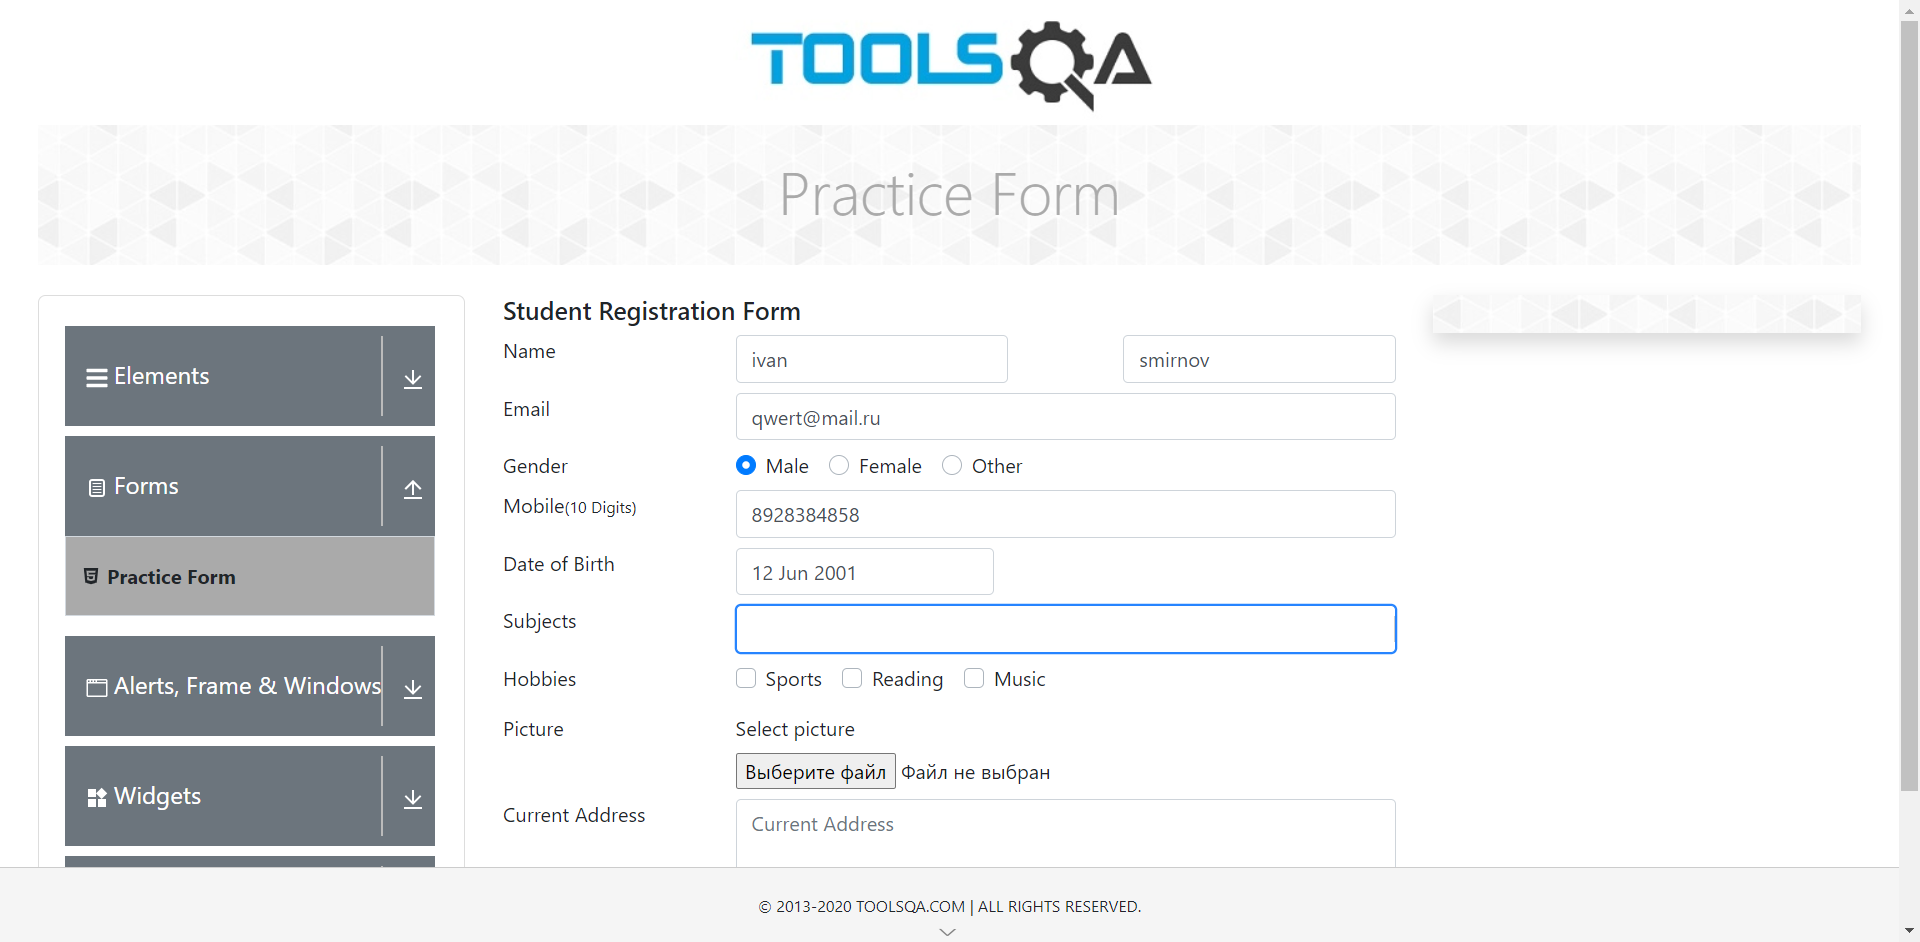 TOOLSQA
Practice Form
Elements
Forms
Practice Form
Alerts, Frame & Windows
Widgets
Student Registration Form
Name
ivan
smirnov
Email
qwert@mail.ru
Gender
Male
Female
Other
Mobile(10 Digits)
8928384858
Date of Birth
12 Jun 2001
Subjects
Hobbies
Sports
Reading
Music
Picture
Select picture
Выберите файл
Файл не выбран
Current Address
Current Address
© 2013-2020 TOOLSQA.COM | ALL RIGHTS RESERVED.